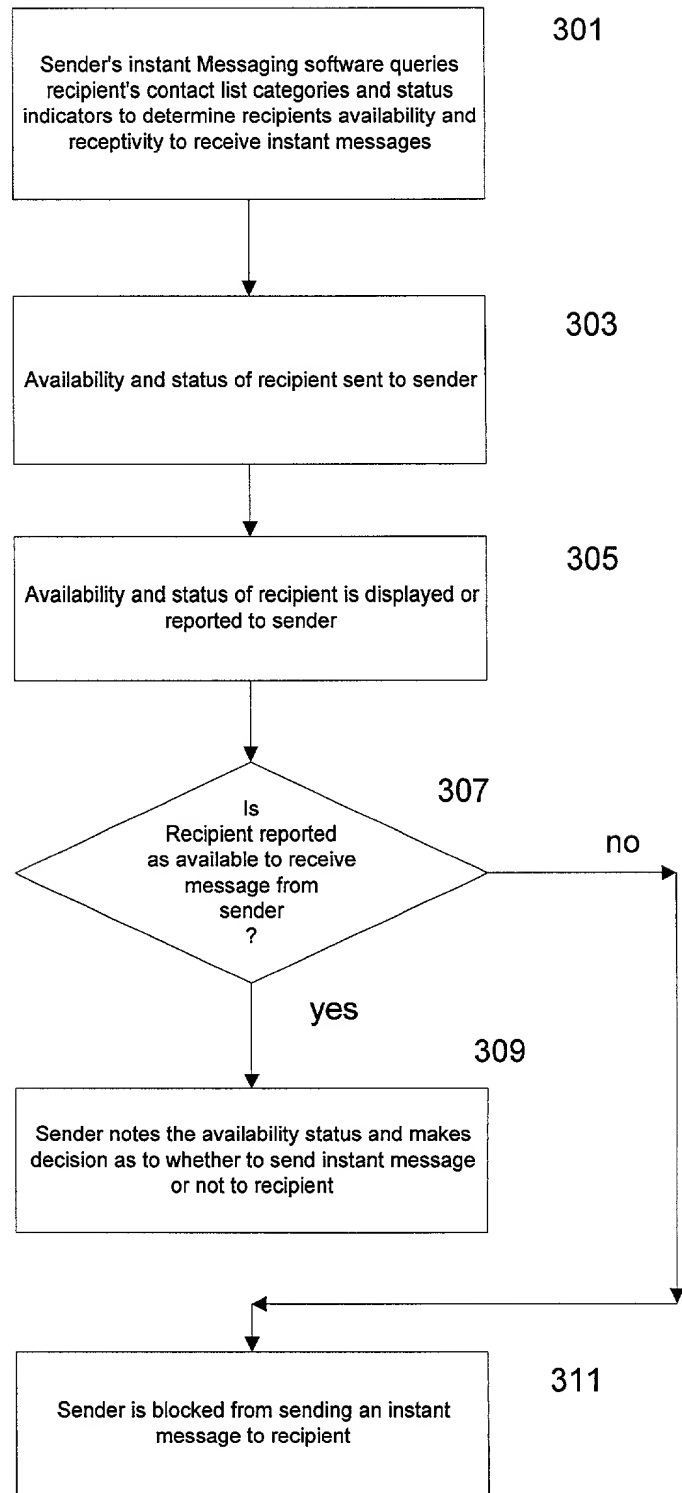 301
Sender's instant Messaging software queries
recipient's contact list categories and status
indicators to determine recipients availability and
receptivity to receive instant messages
303
Availability and status of recipient sent to sender
305
Availability and status of recipient is displayed or
reported to sender
307
Is
Recipient reported
as available to receive
message from
sender
?
no
yes
309
Sender notes the availability status and makes
decision as to whether to send instant message
or not to recipient
311
Sender is blocked from sending an instant
message to recipient